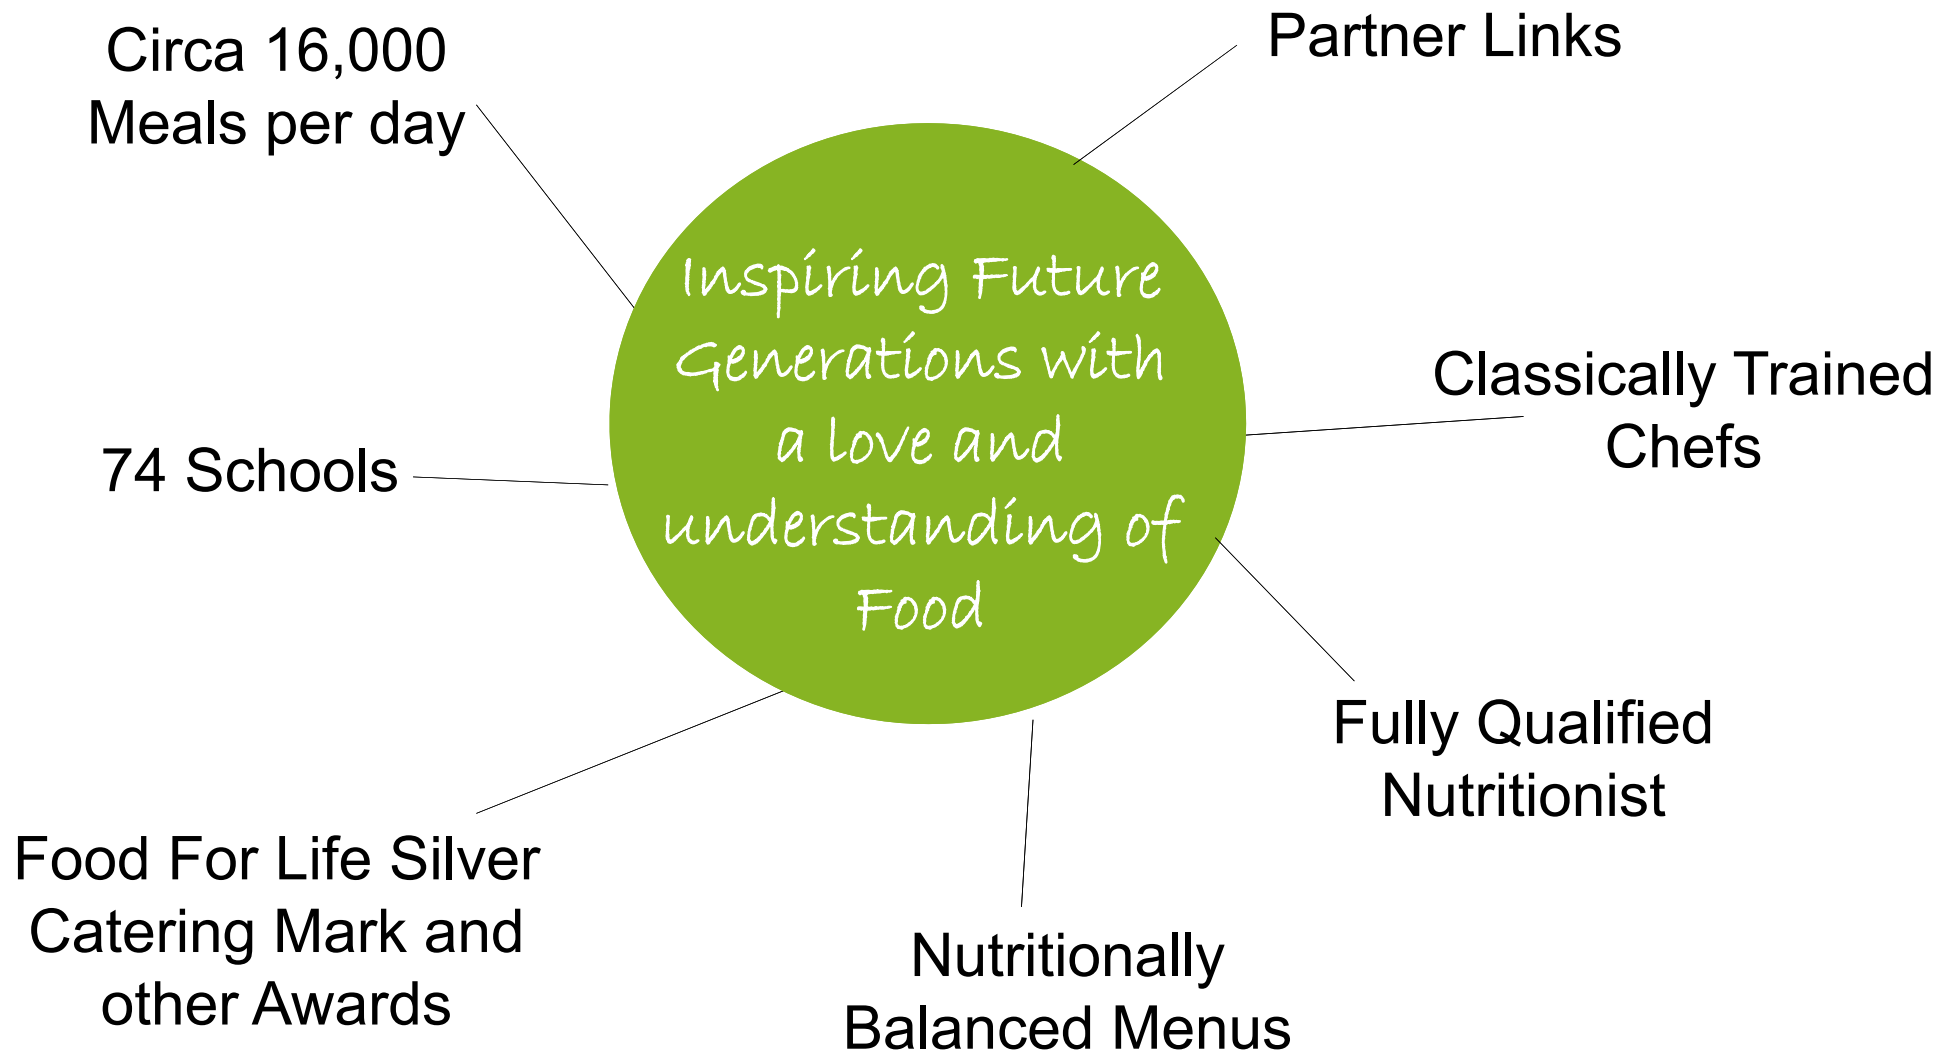 Circa 16,000
Meals per day
Partner Links
Inspiring Future
Generations with
a love and
understanding of
Food
Classically Trained
Chefs
74 Schools
Fully Qualified
Nutritionist
Food For Life Silver
Catering Mark and
other Awards
Nutritionally
Balanced Menus